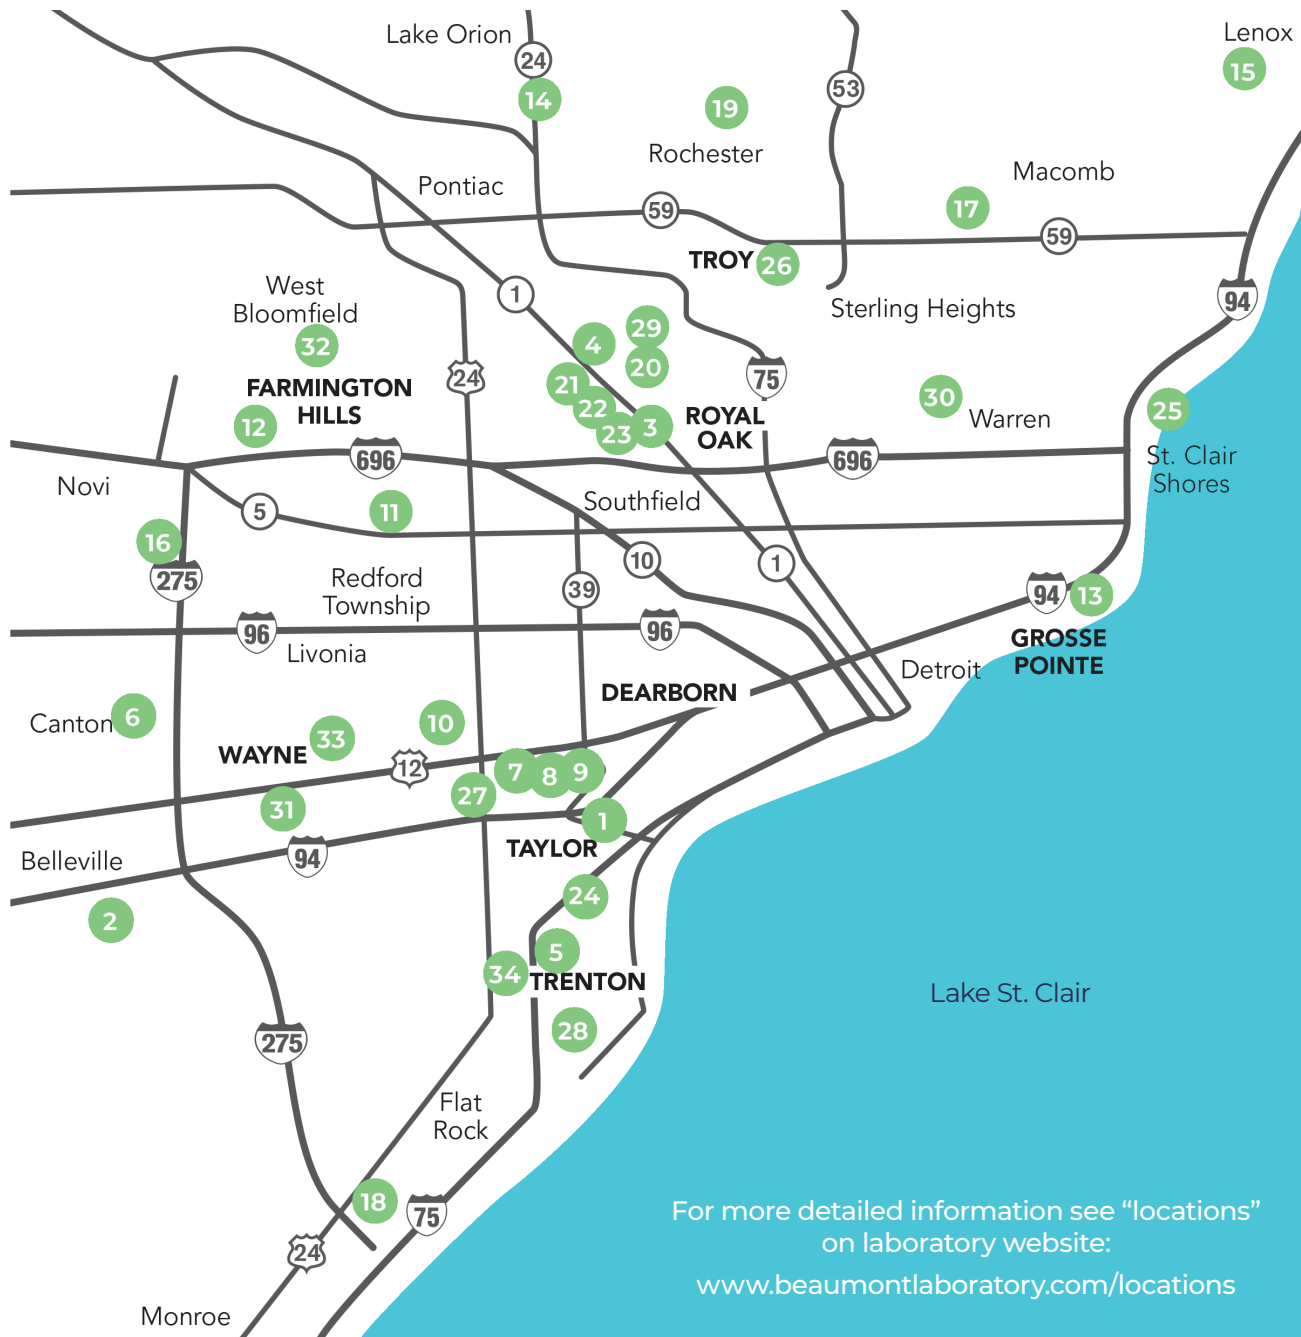 Lake Orion
24
14
19
53
Lenox
15
Rochester
Macomb
Pontiac
59
17
59
TROY
26
West
Bloomfield
32
1
Sterling Heights
94
29
4
20
21
22
23
3
24
75
FARMINGTON
HILLS
12
ROYAL
OAK
30
Warren
25
St. Clair
Shores
696
696
Novi
5
11
Southfield
16
275
10
1
39
Redford
Township
94
13
GROSSE
POINTE
96
96
Livonia
Detroit
DEARBORN
Canton
6
10
33
WAYNE
12
7
8
9
27
31
1
TAYLOR
94
Belleville
2
24
5
34
TRENTON
28
Lake St. Clair
275
Flat
Rock
18
75
24
Monroe
For more detailed information see “locations”
on laboratory website:
www.beaumontlaboratory.com/locations